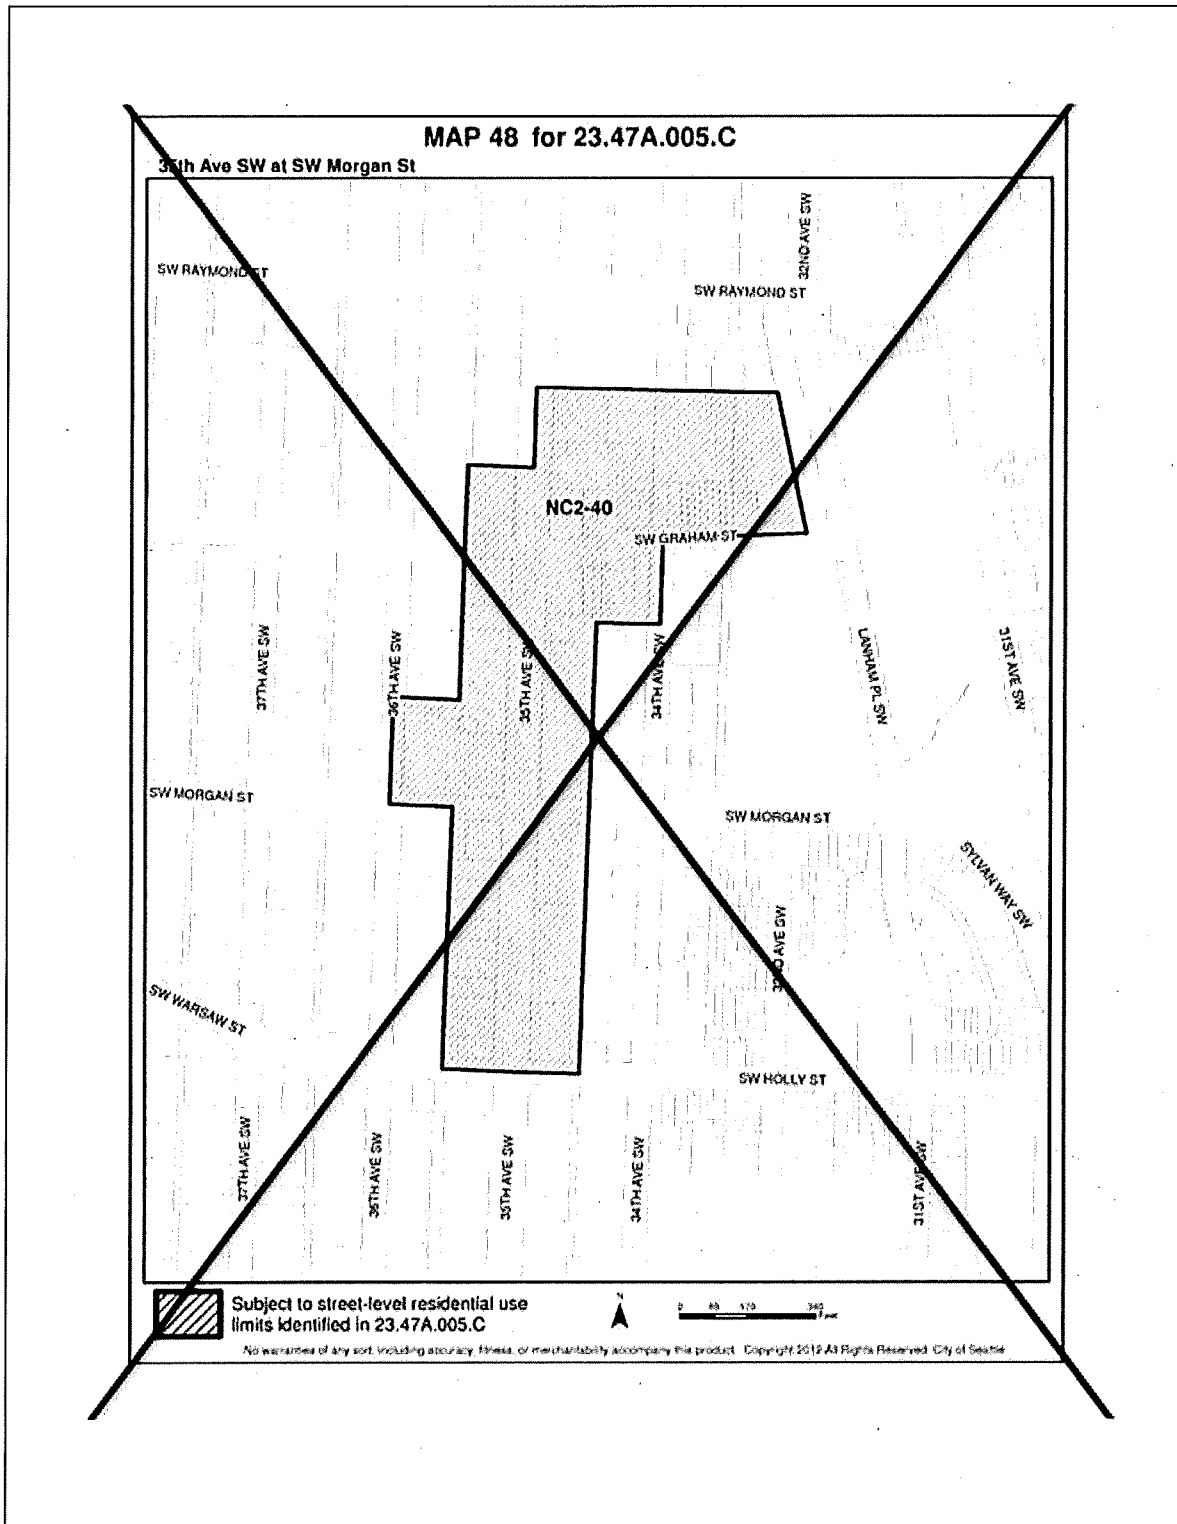 MAP 48 for 23.47A.005.C
35th Ave SW at SW Morgan St
32ND AVE SW
SW RAYMOND ST
SW RAYMOND ST
NC2-40
SW GRAHAM ST
37TH AVE SW
36TH AVE SW
35TH AVE SW
34TH AVE SW
LANHAM PL SW
31ST AVE SW
SW MORGAN ST
SW MORGAN ST
SYLVAN WAY SW
32ND AVE SW
SW WARSAW ST
SW HOLLY ST
37TH AVE SW
36TH AVE SW
35TH AVE SW
34TH AVE SW
31ST AVE SW
Subject to street-level residential use
limits identified in 23.47A.005.C
N
0 85 170 340
Feet
No warranties of any sort, including accuracy, fitness, or merchantability accompany this product. Copyright 2012 All Rights Reserved City of Seattle